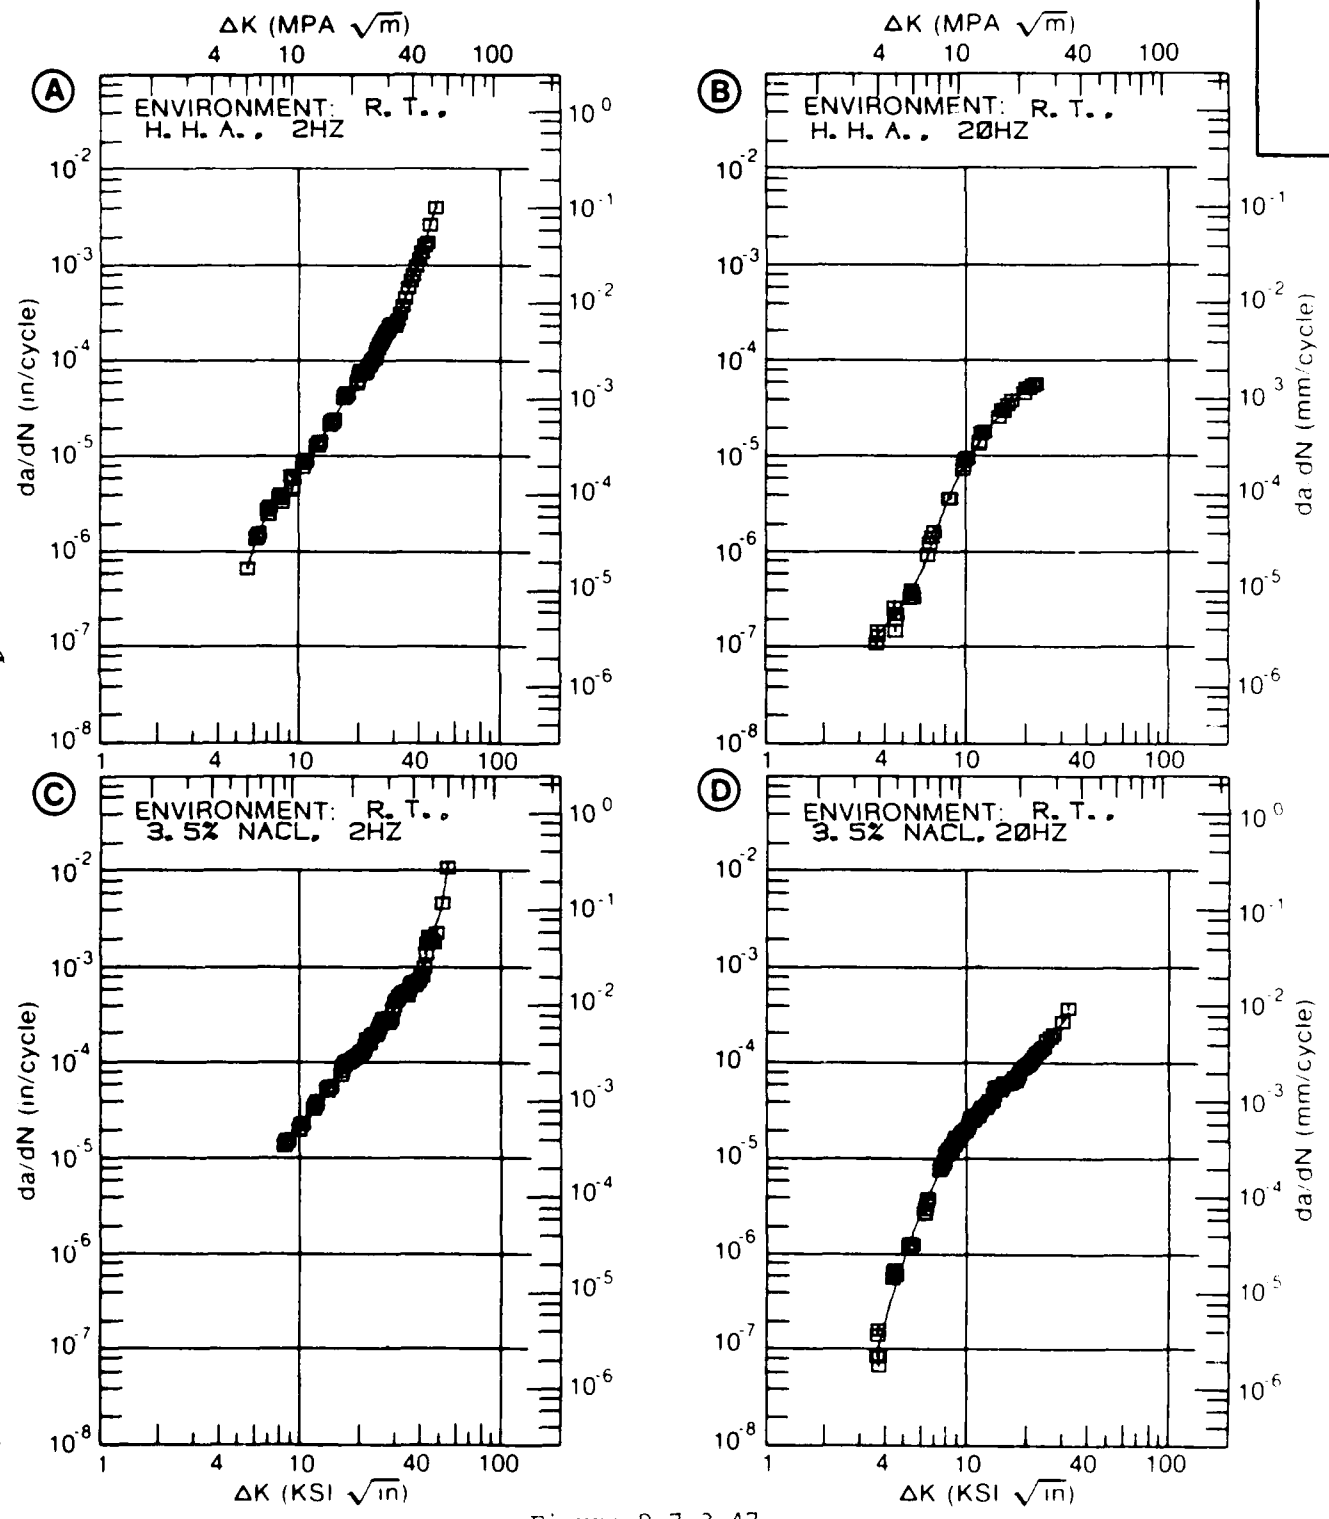 ΔK (MPA √m)
4 10 40 100
ΔK (MPA √m)
4 10 40 100
A
ENVIRONMENT: R. T.,
H. H. A., 2HZ
da/dN (in/cycle)
10^-2
10^-3
10^-4
10^-5
10^-6
10^-7
10^-8
10^0
10^-1
10^-2
10^-3
10^-4
10^-5
10^-6
1 4 10 40 100
B
ENVIRONMENT: R. T.,
H. H. A., 20HZ
10^-2
10^-3
10^-4
10^-5
10^-6
10^-7
10^-8
10^-1
10^-2
10^-3
10^-4
10^-5
10^-6
da dN (mm/cycle)
1 4 10 40 100
C
ENVIRONMENT: R. T.,
3.5% NACL, 2HZ
da/dN (in/cycle)
10^-2
10^-3
10^-4
10^-5
10^-6
10^-7
10^-8
10^0
10^-1
10^-2
10^-3
10^-4
10^-5
10^-6
1 4 10 40 100
ΔK (KSI √in)
D
ENVIRONMENT: R. T.,
3.5% NACL, 20HZ
10^-2
10^-3
10^-4
10^-5
10^-6
10^-7
10^-8
10^0
10^-1
10^-2
10^-3
10^-4
10^-5
10^-6
da/dN (mm/cycle)
1 4 10 40 100
ΔK (KSI √in)